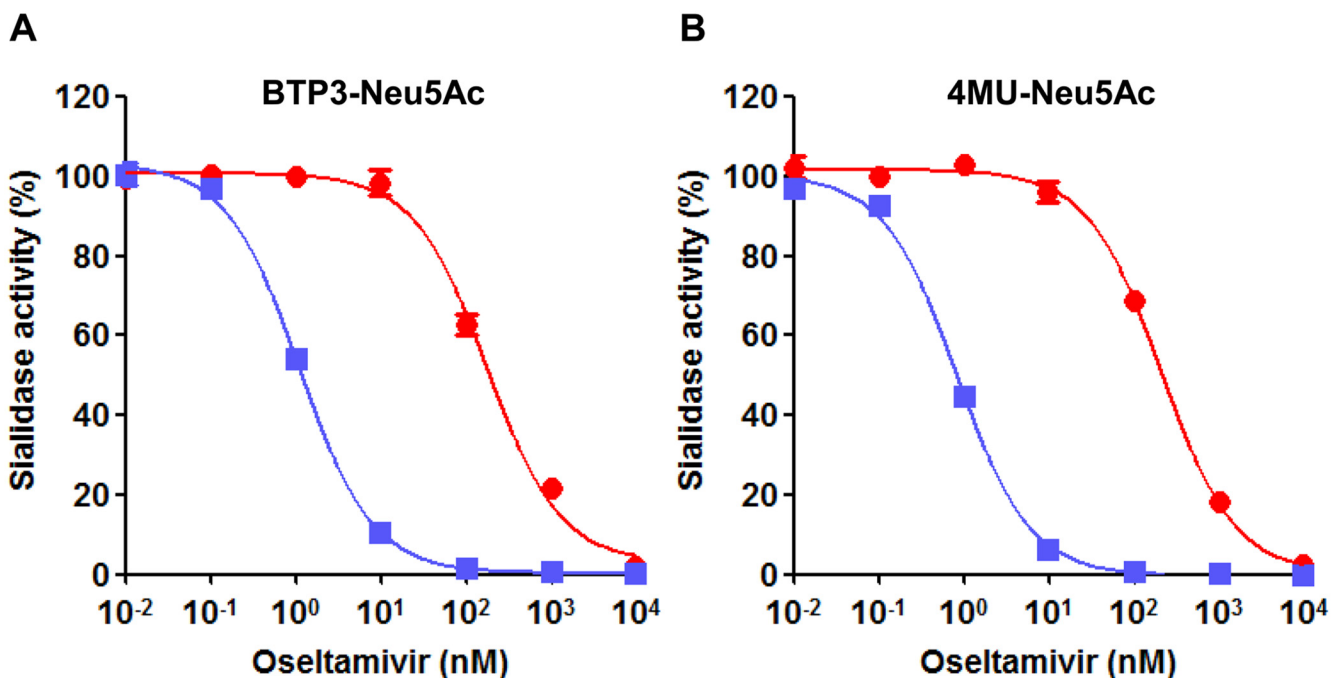 A
BTP3-Neu5Ac
Sialidase activity (%)
120
100
80
60
40
20
0
10⁻² 10⁻¹ 10⁰ 10¹ 10² 10³ 10⁴
Oseltamivir (nM)
B
4MU-Neu5Ac
Sialidase activity (%)
120
100
80
60
40
20
0
10⁻² 10⁻¹ 10⁰ 10¹ 10² 10³ 10⁴
Oseltamivir (nM)